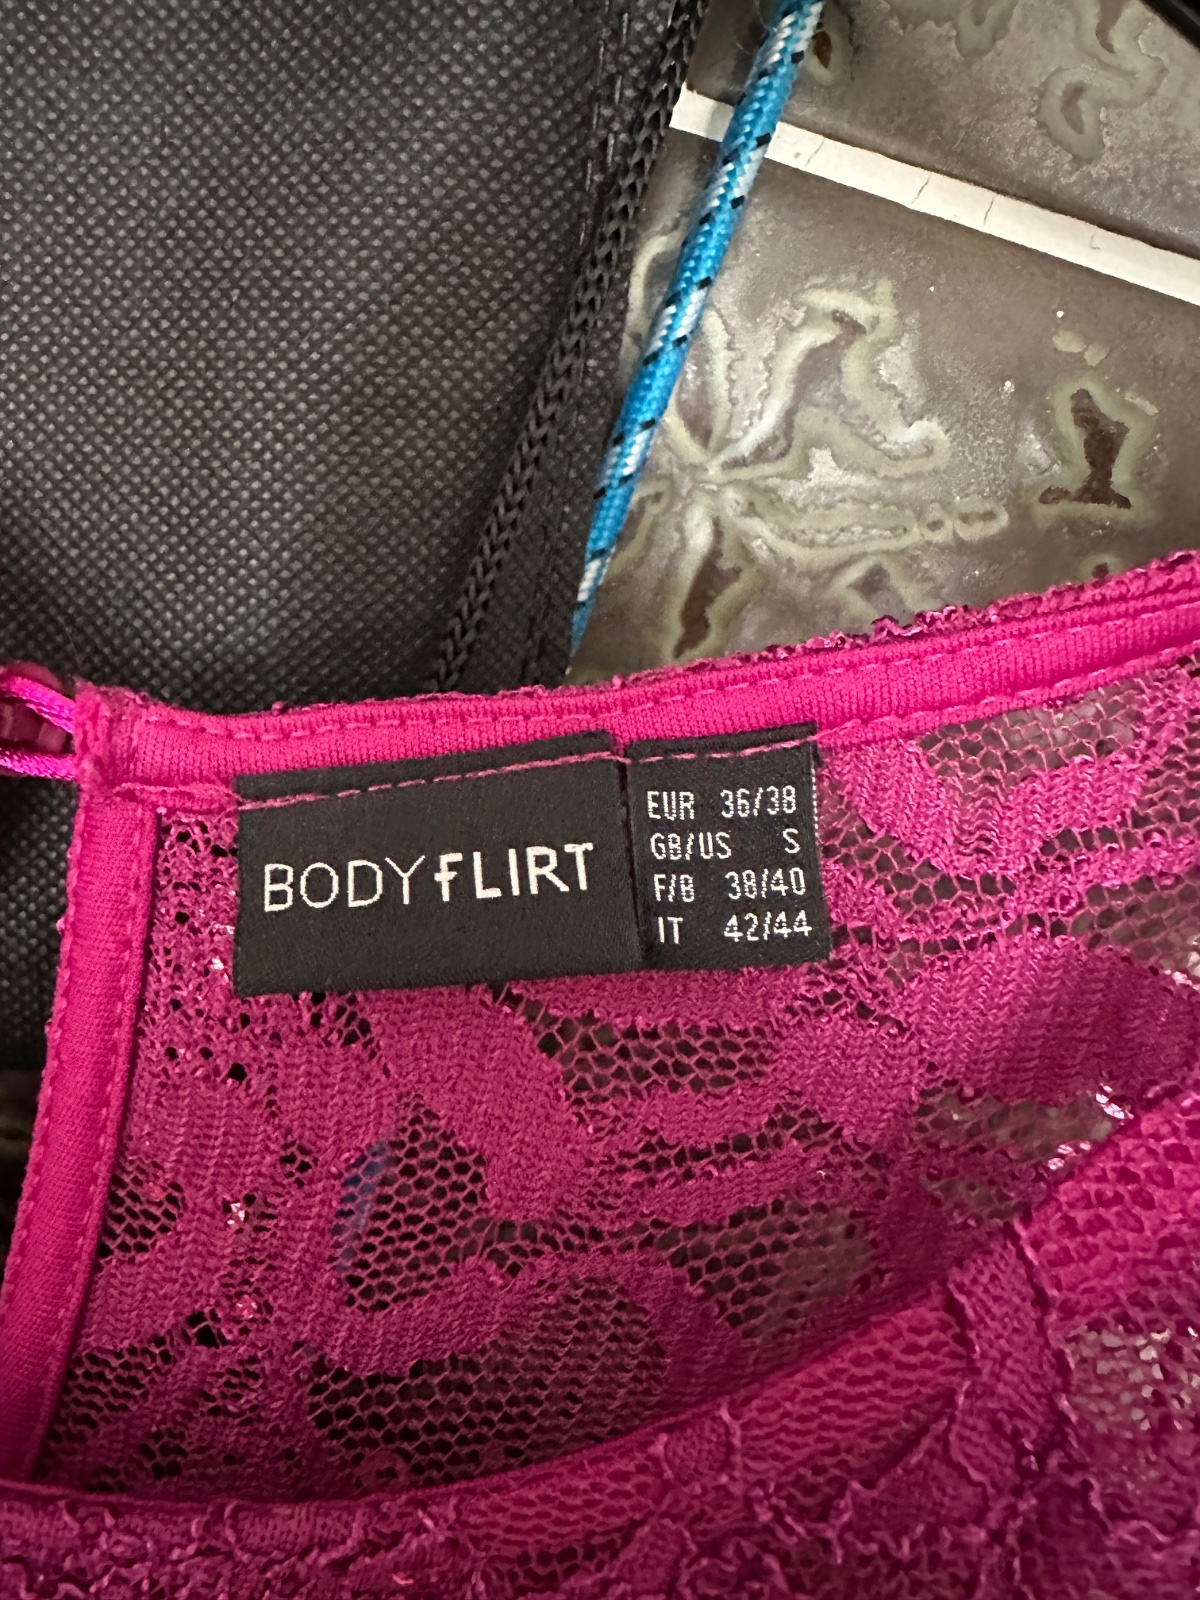 BODYFLIRT
EUR 36/38
GB/US S
F/B 38/40
IT 42/44